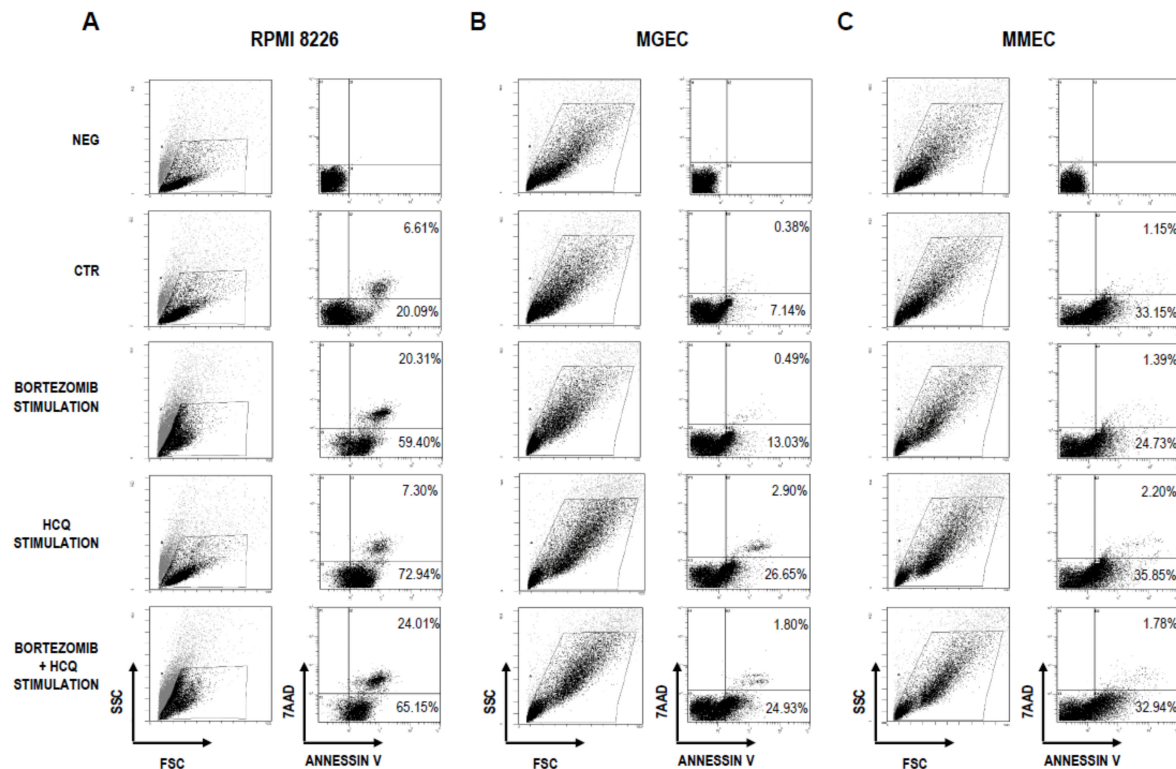 A
RPMI 8226
B
MGEC
C
MMEC
NEG
CTR
6.61%
20.09%
0.38%
7.14%
1.15%
33.15%
BORTEZOMIB
STIMULATION
20.31%
59.40%
0.49%
13.03%
1.39%
24.73%
HCQ
STIMULATION
7.30%
72.94%
2.90%
26.65%
2.20%
35.85%
BORTEZOMIB
+ HCQ
STIMULATION
24.01%
65.15%
1.80%
24.93%
1.78%
32.94%
SSC
FSC
7AAD
ANNESSIN V
SSC
FSC
7AAD
ANNESSIN V
SSC
FSC
7AAD
ANNESSIN V